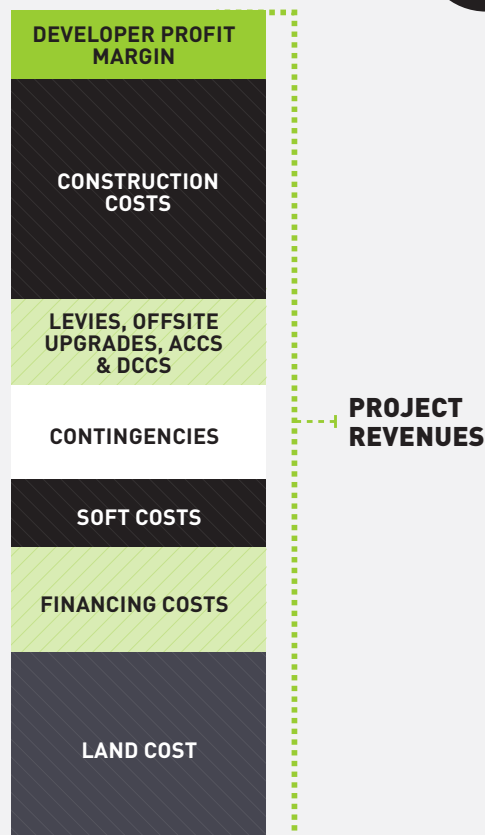 DEVELOPER PROFIT
MARGIN
CONSTRUCTION
COSTS
LEVIES, OFFSITE
UPGRADES, ACCS
& DCCS
CONTINGENCIES
PROJECT
REVENUES
SOFT COSTS
FINANCING COSTS
LAND COST